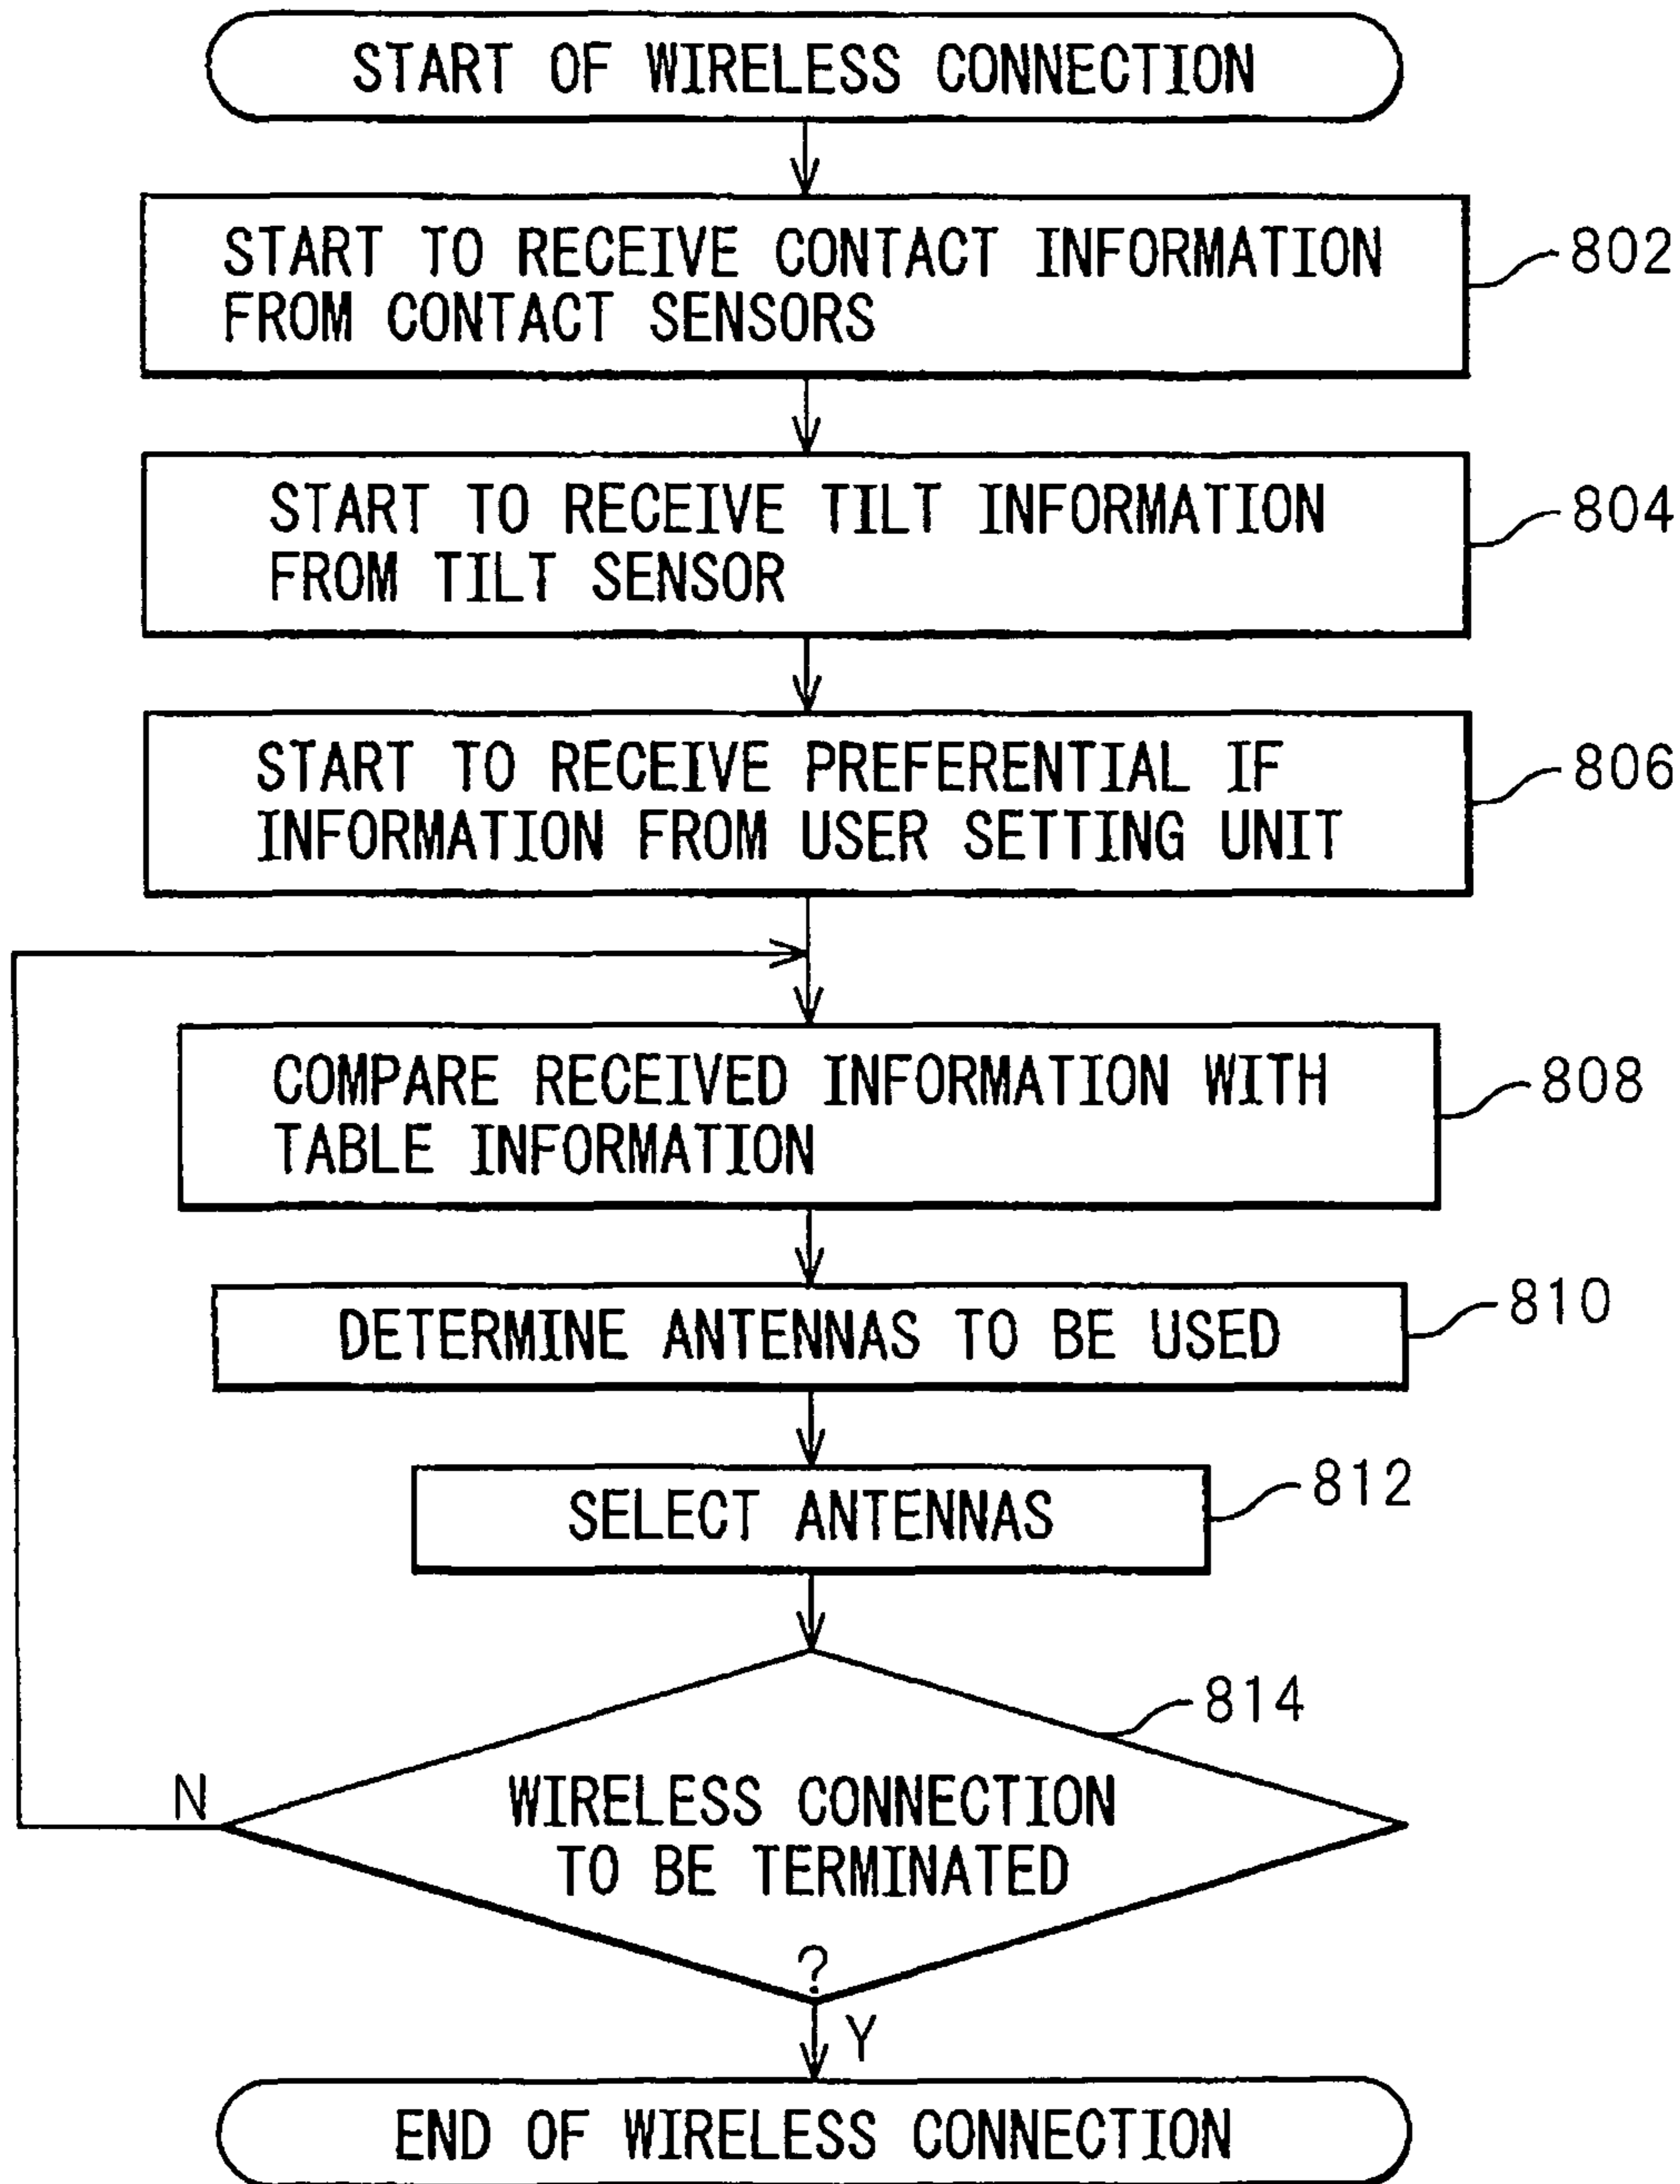 START OF WIRELESS CONNECTION
START TO RECEIVE CONTACT INFORMATION
FROM CONTACT SENSORS
802
START TO RECEIVE TILT INFORMATION
FROM TILT SENSOR
804
START TO RECEIVE PREFERENTIAL IF
INFORMATION FROM USER SETTING UNIT
806
COMPARE RECEIVED INFORMATION WITH
TABLE INFORMATION
808
DETERMINE ANTENNAS TO BE USED
810
SELECT ANTENNAS
812
814
WIRELESS CONNECTION
TO BE TERMINATED
?
N
Y
END OF WIRELESS CONNECTION